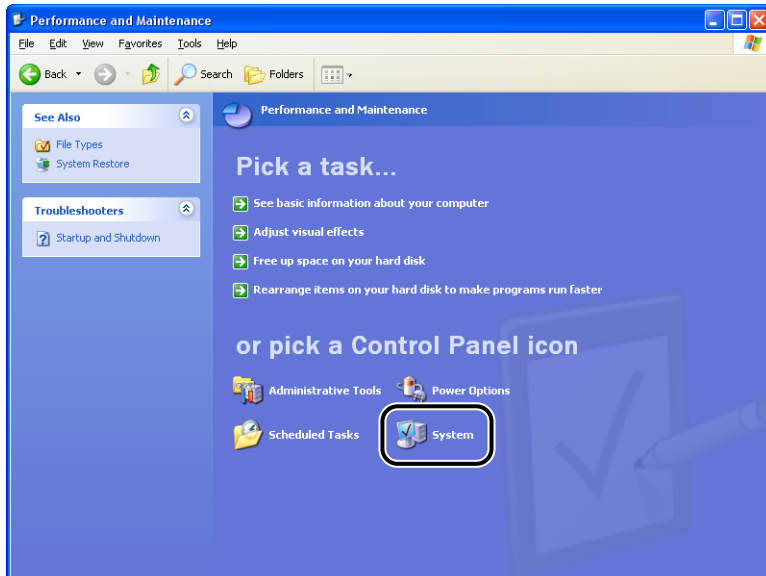 Performance and Maintenance
File Edit View Favorites Tools Help
Back Search Folders
See Also
File Types
System Restore
Troubleshooters
Startup and Shutdown
Performance and Maintenance
Pick a task...
See basic information about your computer
Adjust visual effects
Free up space on your hard disk
Rearrange items on your hard disk to make programs run faster
or pick a Control Panel icon
Administrative Tools Power Options
Scheduled Tasks System